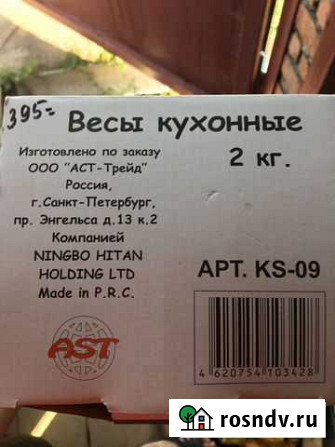 395=
Весы кухонные
Изготовлено по заказу
ООО "АСТ-Трейд"
Россия,
г.Санкт-Петербург,
пр. Энгельса д.13 к.2
Компанией
NINGBO HITAN
HOLDING LTD
Made in P.R.C.
2 кг.
АРТ. KS-09
4 620754 103428
AST
rosndv.ru